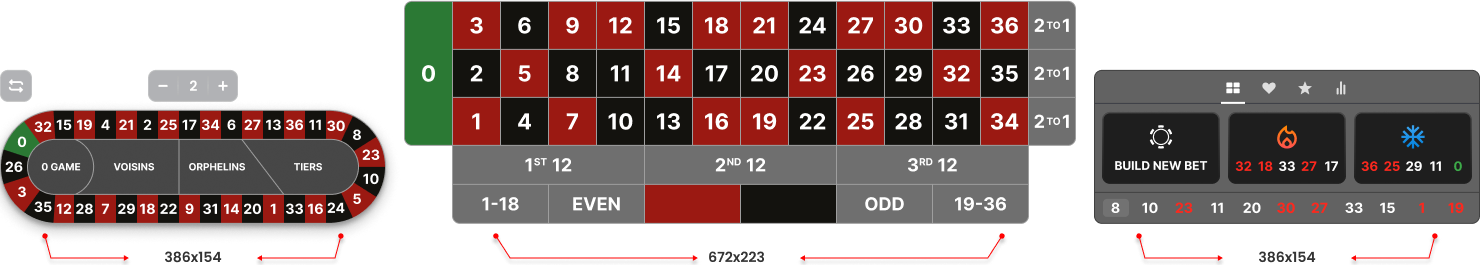 − 2 +
32 15 19 4 21 2 25 17 34 6 27 13 36 11 30 8
0 23
26 10
3 5
0 GAME VOISINS ORPHELINS TIERS
35 12 28 7 29 18 22 9 31 14 20 1 33 16 24
386x154
0
3 6 9 12 15 18 21 24 27 30 33 36 2 TO 1
2 5 8 11 14 17 20 23 26 29 32 35 2 TO 1
1 4 7 10 13 16 19 22 25 28 31 34 2 TO 1
1ST 12 2ND 12 3RD 12
1-18 EVEN ODD 19-36
672x223
BUILD NEW BET
32 18 33 27 17
36 25 29 11 0
8 10 23 11 20 30 27 33 15 1 19
386x154